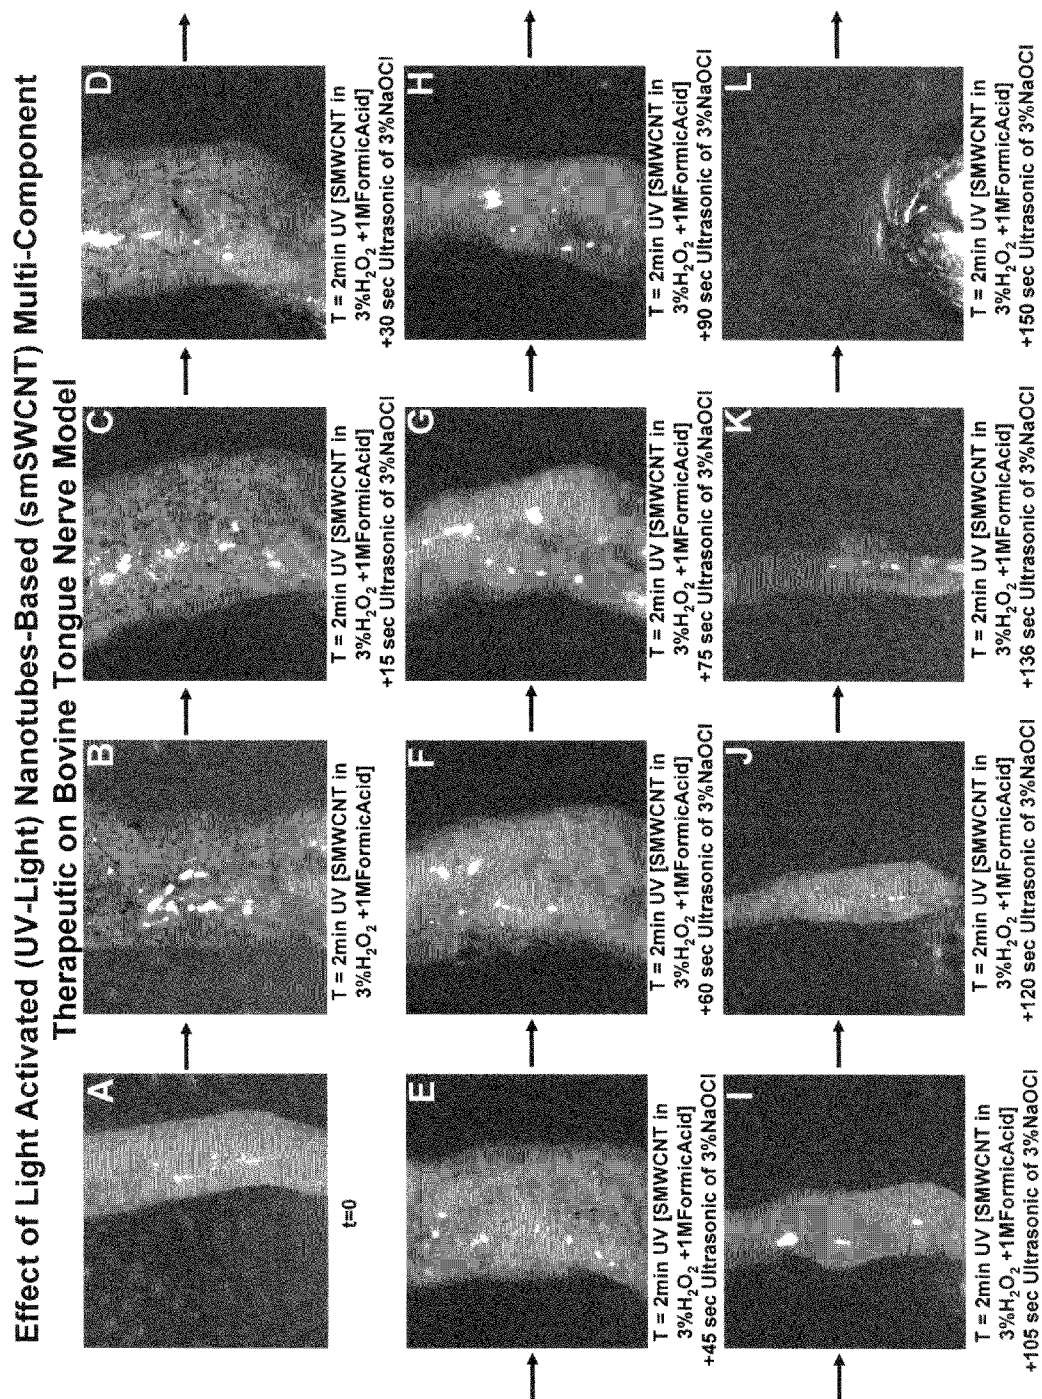 Effect of Light Activated (UV-Light) Nanotubes-Based (smSWCNT) Multi-Component
Therapeutic on Bovine Tongue Nerve Model
A
t=0
B
T = 2min UV [SMWCNT in
3%H₂O₂ +1MFormicAcid]
C
T = 2min UV [SMWCNT in
3%H₂O₂ +1MFormicAcid]
+15 sec Ultrasonic of 3%NaOCl
D
T = 2min UV [SMWCNT in
3%H₂O₂ +1MFormicAcid]
+30 sec Ultrasonic of 3%NaOCl
E
T = 2min UV [SMWCNT in
3%H₂O₂ +1MFormicAcid]
+45 sec Ultrasonic of 3%NaOCl
F
T = 2min UV [SMWCNT in
3%H₂O₂ +1MFormicAcid]
+60 sec Ultrasonic of 3%NaOCl
G
T = 2min UV [SMWCNT in
3%H₂O₂ +1MFormicAcid]
+75 sec Ultrasonic of 3%NaOCl
H
T = 2min UV [SMWCNT in
3%H₂O₂ +1MFormicAcid]
+90 sec Ultrasonic of 3%NaOCl
I
T = 2min UV [SMWCNT in
3%H₂O₂ +1MFormicAcid]
+105 sec Ultrasonic of 3%NaOCl
J
T = 2min UV [SMWCNT in
3%H₂O₂ +1MFormicAcid]
+120 sec Ultrasonic of 3%NaOCl
K
T = 2min UV [SMWCNT in
3%H₂O₂ +1MFormicAcid]
+136 sec Ultrasonic of 3%NaOCl
L
T = 2min UV [SMWCNT in
3%H₂O₂ +1MFormicAcid]
+150 sec Ultrasonic of 3%NaOCl